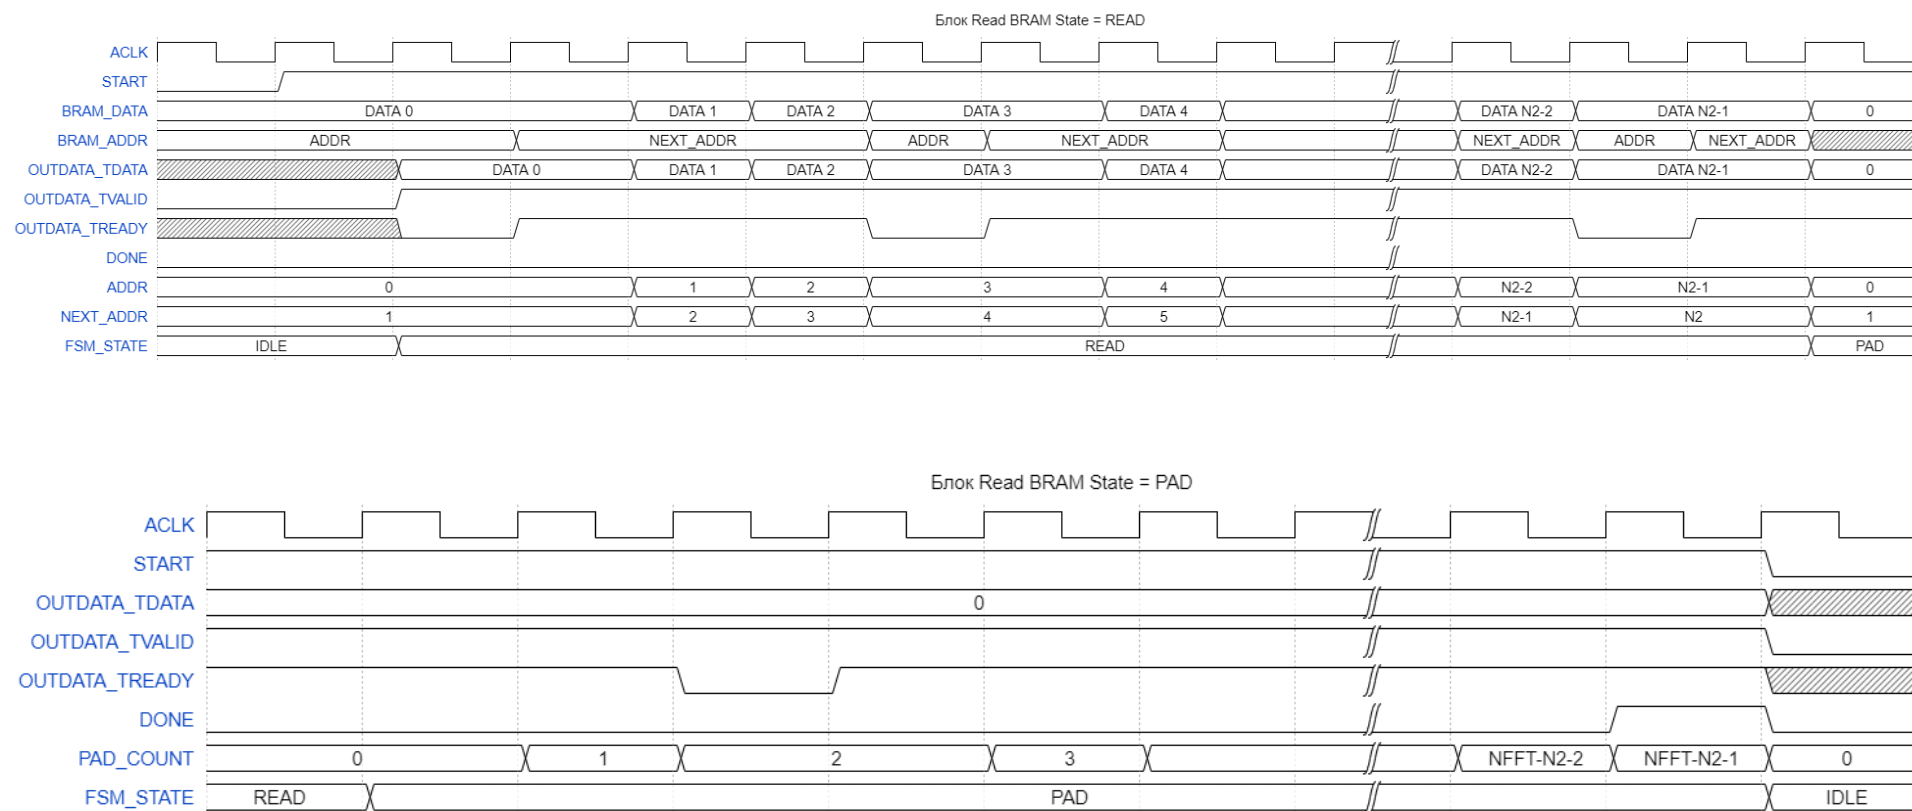 Блок Read BRAM State = READ
ACLK
START
BRAM_DATA DATA 0 DATA 1 DATA 2 DATA 3 DATA 4 DATA N2-2 DATA N2-1 0
BRAM_ADDR ADDR NEXT_ADDR ADDR NEXT_ADDR NEXT_ADDR ADDR NEXT_ADDR
OUTDATA_TDATA DATA 0 DATA 1 DATA 2 DATA 3 DATA 4 DATA N2-2 DATA N2-1 0
OUTDATA_TVALID
OUTDATA_TREADY
DONE
ADDR 0 1 2 3 4 N2-2 N2-1 0
NEXT_ADDR 1 2 3 4 5 N2-1 N2 1
FSM_STATE IDLE READ PAD
Блок Read BRAM State = PAD
ACLK
START
OUTDATA_TDATA 0
OUTDATA_TVALID
OUTDATA_TREADY
DONE
PAD_COUNT 0 1 2 3 NFFT-N2-2 NFFT-N2-1 0
FSM_STATE READ PAD IDLE